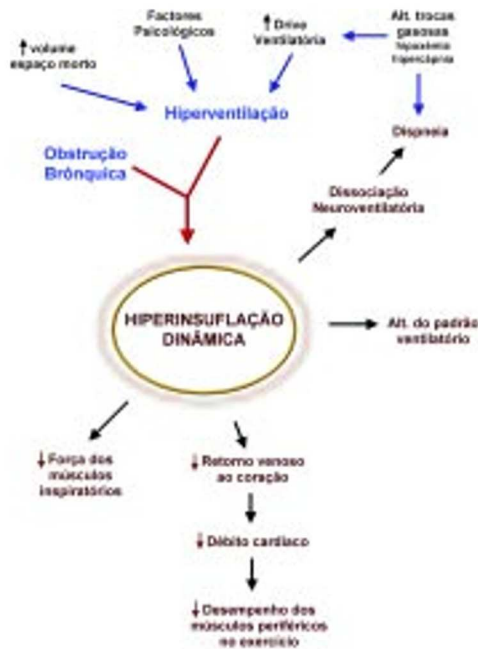 Factores
Psicológicos
↑ Drive
Ventilatória
Alt. trocas
gasosas
hipoxémia
hipercápnia
↑ volume
espaço morto
Hiperventilação
Dispneia
Obstrução
Brônquica
Dissociação
Neuroventilatória
HIPERINSUFLAÇÃO
DINÂMICA
Alt. do padrão
ventilatório
↓ Força dos
músculos
inspiratórios
↓ Retorno venoso
ao coração
↓ Débito cardíaco
↓ Desempenho dos
músculos periféricos
no exercício